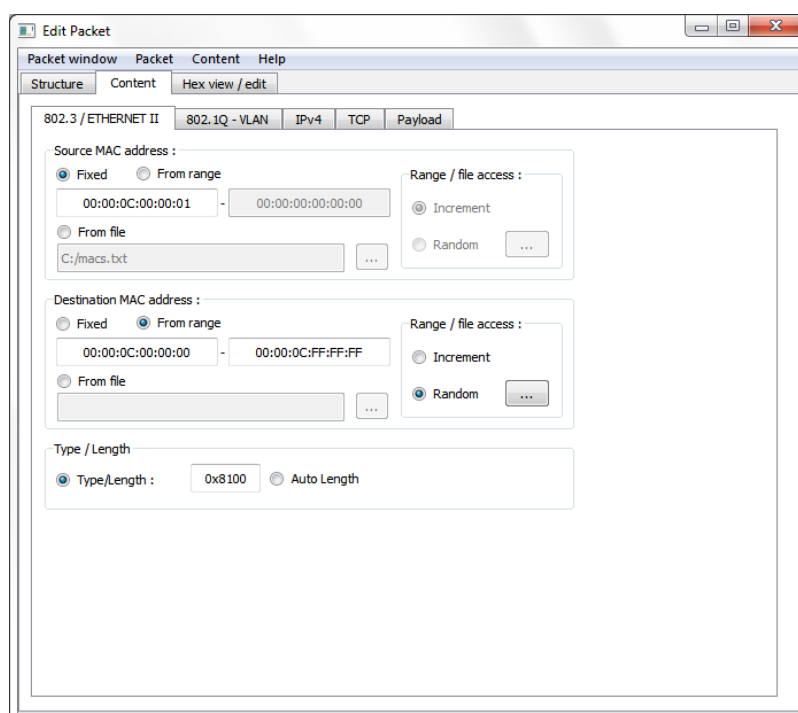 Edit Packet
Packet window Packet Content Help
Structure Content Hex view / edit
802.3 / ETHERNET II 802.1Q - VLAN IPv4 TCP Payload
Source MAC address :
Fixed From range Range / file access :
00:00:0C:00:00:01 - 00:00:00:00:00:00 Increment
From file
C:/macs.txt ... Random ...
Destination MAC address :
Fixed From range Range / file access :
00:00:0C:00:00:00 - 00:00:0C:FF:FF:FF Increment
From file
... Random ...
Type / Length
Type/Length : 0x8100 Auto Length